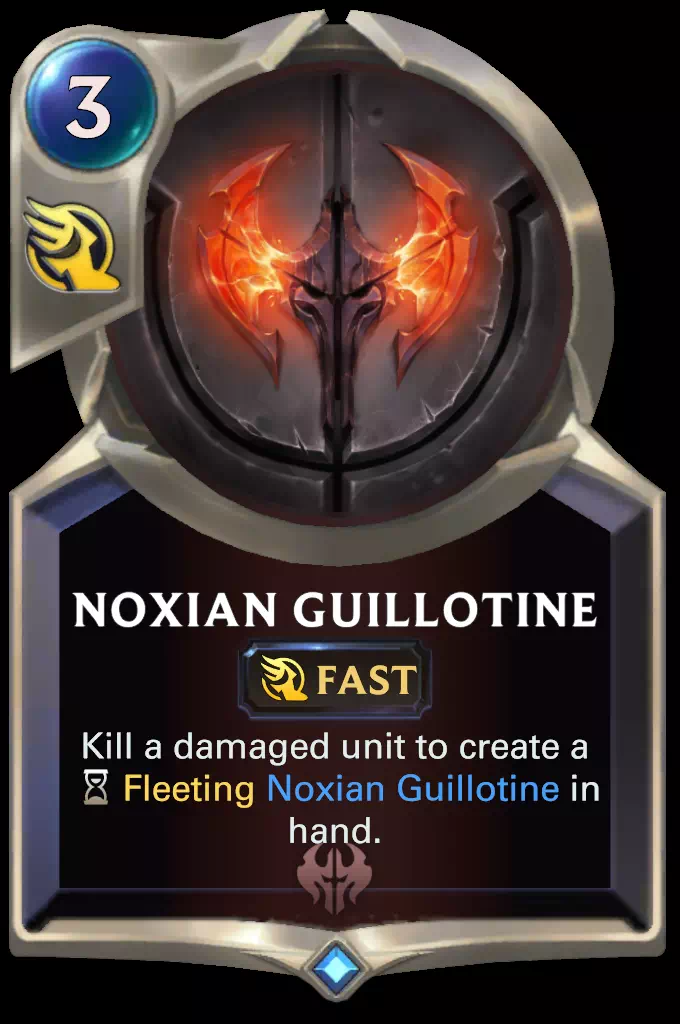 3
NOXIAN GUILLOTINE
FAST
Kill a damaged unit to create a
Fleeting Noxian Guillotine in
hand.